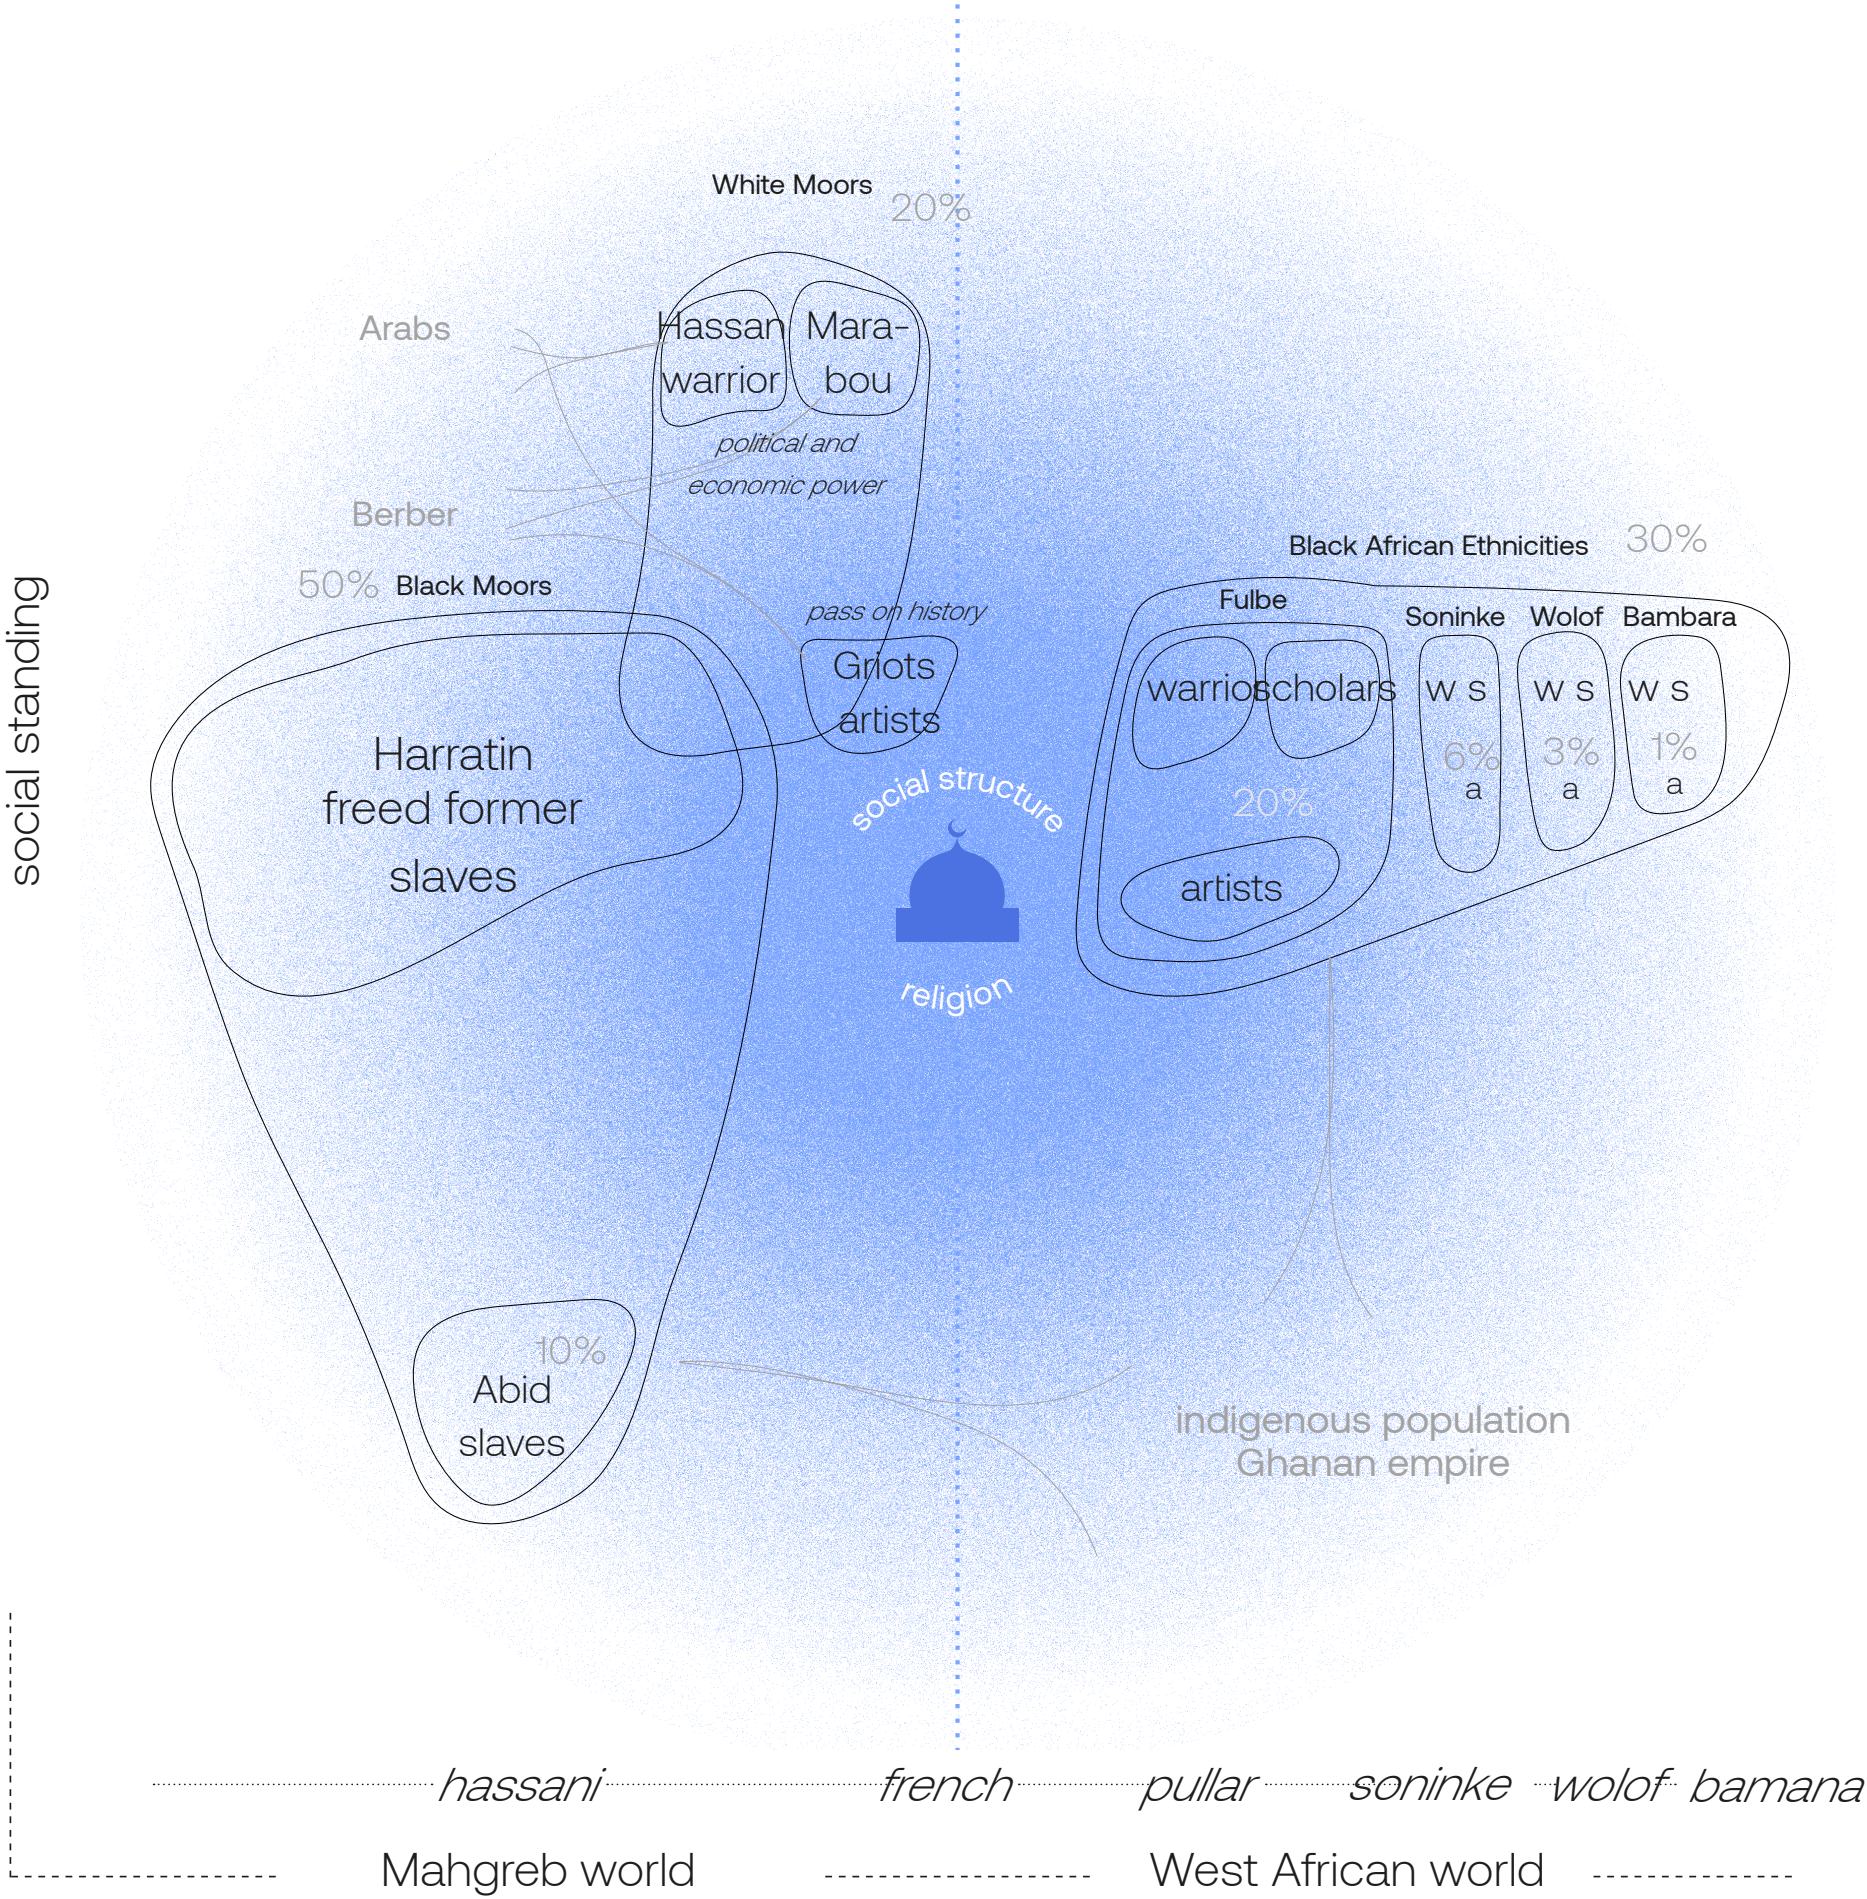 White Moors
20%
Arabs
Hassan
warrior
Mara-
bou
political and
economic power
Berber
50%
Black Moors
pass on history
Griots
artists
Harratin
freed former
slaves
social standing
social structure
religion
Black African Ethnicities
30%
Fulbe
Soninke
Wolof
Bambara
warrior
scholars
w s
w s
w s
6%
3%
1%
a
a
a
20%
artists
10%
Abid
slaves
indigenous population
Ghanan empire
hassani
french
pullar
soninke
wolof
bamana
Mahgreb world
West African world